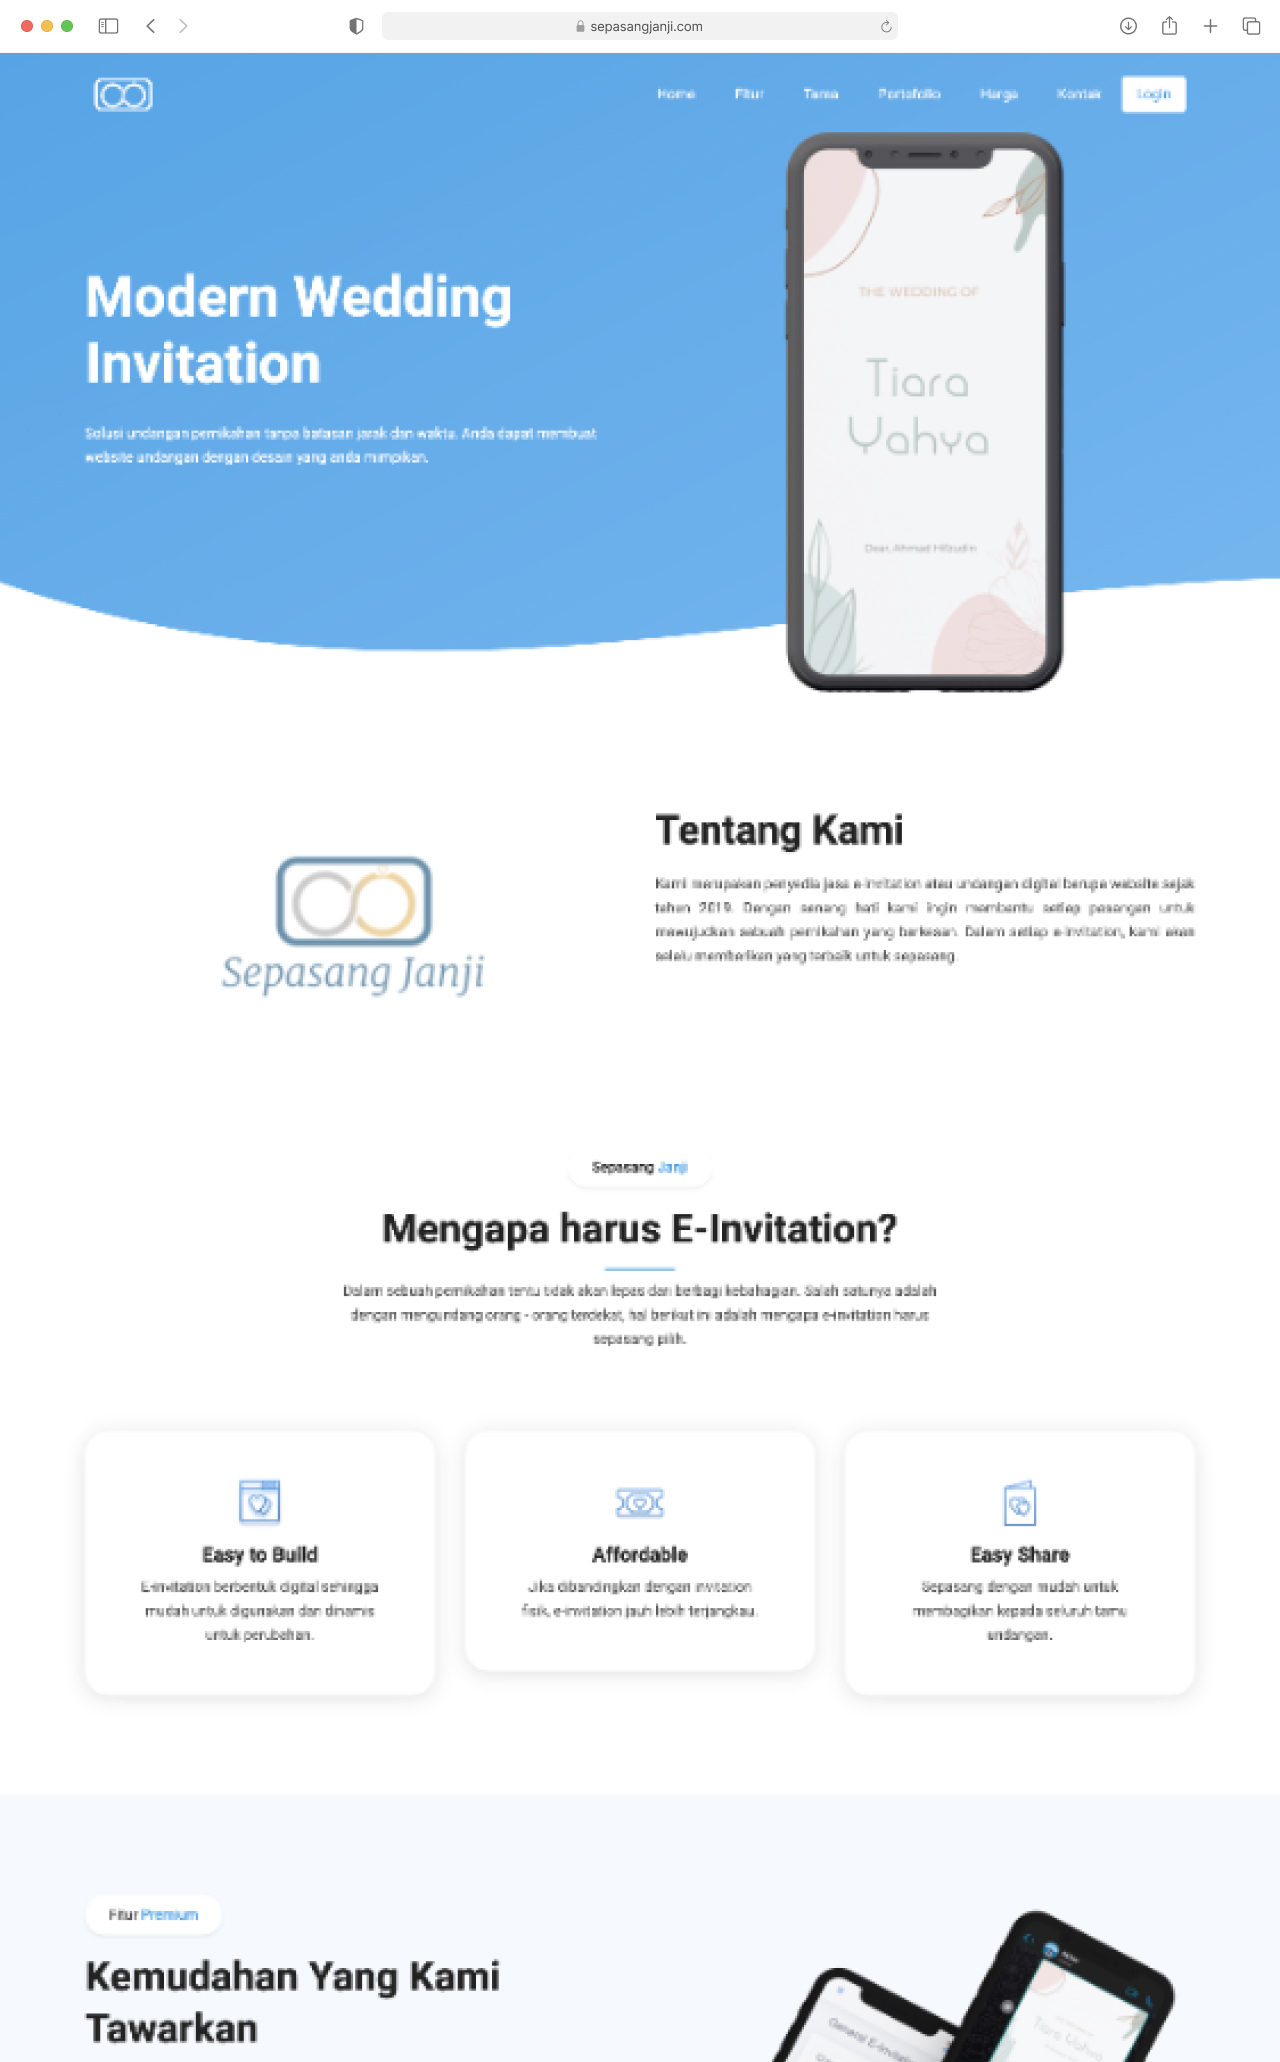 sepasangjanji.com
Home Fitur Tema Portofolio Harga Kontak Login
Modern Wedding
Invitation
Solusi undangan pernikahan tanpa batasan jarak dan waktu. Anda dapat membuat
website undangan dengan desain yang anda mimpikan.
THE WEDDING OF
Tiara
Yahya
Dear, Ahmad
Sepasang Janji
Tentang Kami
Kami merupakan penyedia jasa e-invitation atau undangan digital berupa website sejak
tahun 2019. Dengan senang hati kami ingin membantu setiap pasangan untuk
mewujudkan sebuah pernikahan yang berkesan. Dalam setiap e-invitation, kami akan
selalu memberikan yang terbaik untuk sepasang.
Sepasang Janji
Mengapa harus E-Invitation?
Dalam sebuah pernikahan tentu tidak akan lepas dari berbagi kebahagian. Salah satunya adalah
dengan mengundang orang - orang terdekat, hal berikut ini adalah mengapa e-invitation harus
sepasang pilih.
Easy to Build
E-invitation berbentuk digital sehingga
mudah untuk digunakan dan dinamis
untuk perubahan.
Affordable
Jika dibandingkan dengan invitation
fisik, e-invitation jauh lebih terjangkau.
Easy Share
Sepasang dengan mudah untuk
membagikan kepada seluruh tamu
undangan.
Fitur Premium
Kemudahan Yang Kami
Tawarkan
General E-Invitation
Tiara Yahya